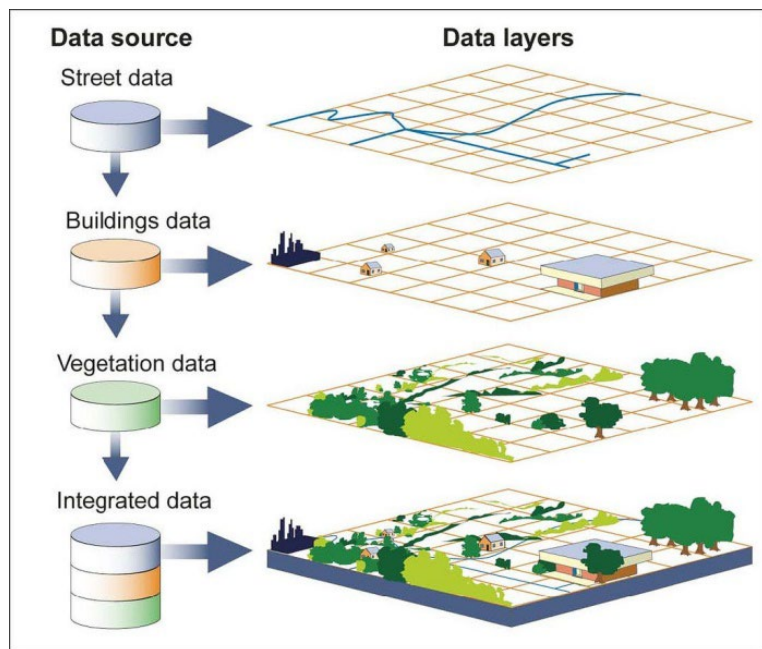 Data source
Data layers
Street data
Buildings data
Vegetation data
Integrated data